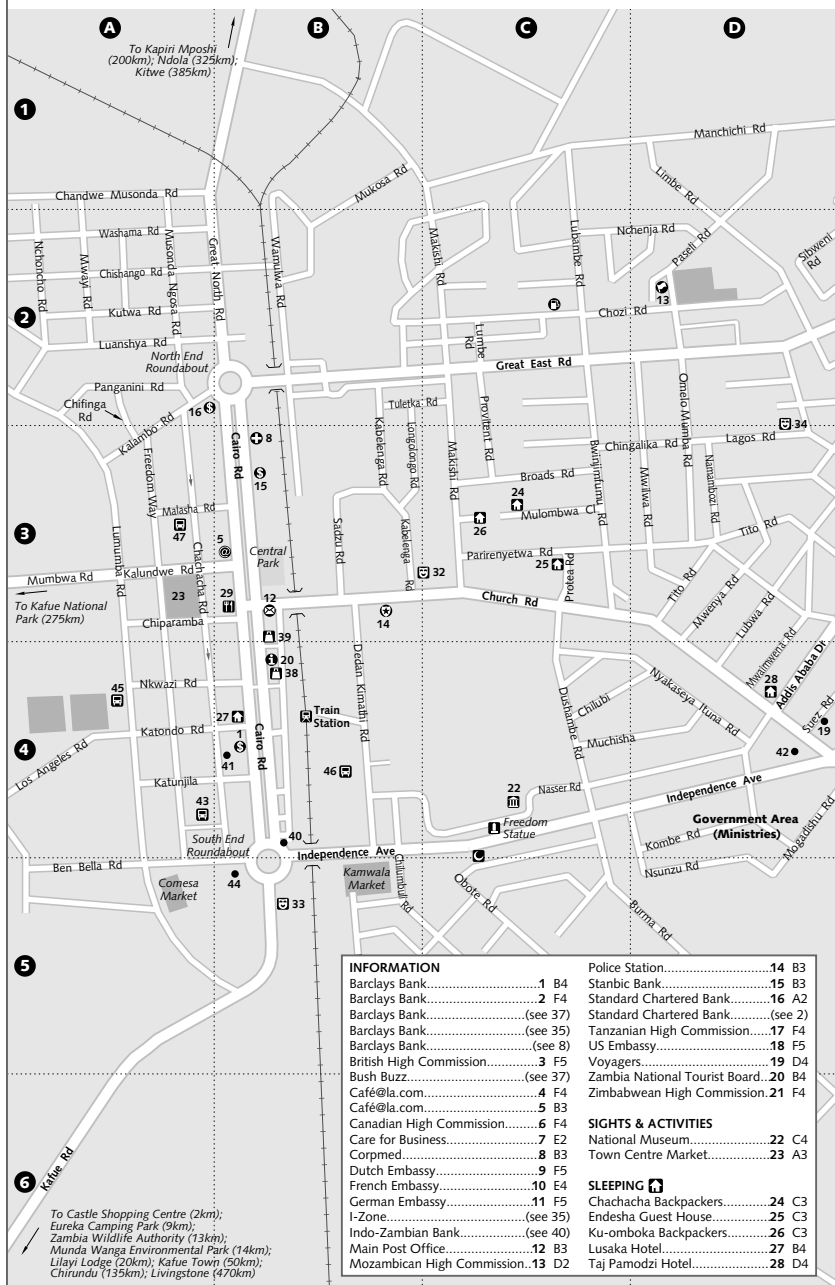 A
B
C
D
1
2
3
4
5
6
To Kapiri Mposhi
(200km); Ndola (325km);
Kitwe (385km)
Manchichi Rd
Limbe Rd
Mukosa Rd
Chandwe Musonda Rd
Washama Rd
Chishango Rd
Kutwa Rd
Luanshya Rd
Nchoncho Rd
Mwayi Rd
Musonda Ngosa Rd
Great North Rd
Wamulwa Rd
Makishi Rd
Lubambe Rd
Nchenja Rd
Paseli Rd
Sibweni
Rd
13
Chozi Rd
Lumbe
Rd
Great East Rd
North End
Roundabout
Panganini Rd
Chifinga
Rd
16
Kalambo Rd
Tuletka Rd
Provitent Rd
Omelo Mumba Rd
34
Cairo Rd
8
15
Freedom Way
Kabelenga Rd
Longolongo Rd
Makishi Rd
Bwinjimfumu Rd
Chingalika Rd
Lagos Rd
Mwilwa Rd
Namambozi Rd
Broads Rd
24
Mulombwa Cl
26
Malasha Rd
47
5
Central
Park
Sadzu Rd
Kabelenga
Rd
Lumumba Rd
Chachacha Rd
Parirenyetwa Rd
25
Protea Rd
Tito Rd
Tito Rd
Mwenya Rd
Lubwa Rd
32
Mumbwa Rd
Kalundwe Rd
To Kafue National
Park (275km)
23
29
12
14
Church Rd
Chiparamba
39
20
38
Dedan Kimathi Rd
Mwaimwena Rd
Addis Ababa Dr
28
Nyakaseya Ituna Rd
Suez Rd
19
Dushambe Rd
Chilubi
Muchisha
42
Nkwazi Rd
45
27
Train
Station
Katondo Rd
1
41
Cairo Rd
Los Angeles Rd
Katunjila
46
43
22
Nasser Rd
Independence Ave
Freedom
Statue
Government Area
(Ministries)
Kombe Rd
Nsunzu Rd
Mogadishu Rd
South End
Roundabout
40
Independence Ave
Ben Bella Rd
Comesa
Market
44
Kamwala
Market
Chilumbulu Rd
Obote Rd
Burma Rd
33
Kafue Rd
To Castle Shopping Centre (2km);
Eureka Camping Park (9km);
Zambia Wildlife Authority (13km);
Munda Wanga Environmental Park (14km);
Lilayi Lodge (20km); Kafue Town (50km);
Chirundu (135km); Livingstone (470km)
INFORMATION
Barclays Bank..............................1 B4
Barclays Bank..............................2 F4
Barclays Bank......................(see 37)
Barclays Bank......................(see 35)
Barclays Bank........................(see 8)
British High Commission..........3 F5
Bush Buzz............................(see 37)
Café@la.com.............................4 F4
Café@la.com.............................5 B3
Canadian High Commission.....6 F4
Care for Business......................7 E2
Corpmed....................................8 B3
Dutch Embassy..........................9 F5
French Embassy.......................10 E4
German Embassy.....................11 F5
I-Zone..................................(see 35)
Indo-Zambian Bank............(see 40)
Main Post Office......................12 B3
Mozambican High Commission..13 D2
Police Station...........................14 B3
Stanbic Bank............................15 B3
Standard Chartered Bank........16 A2
Standard Chartered Bank......(see 2)
Tanzanian High Commission....17 F4
US Embassy..............................18 F5
Voyagers..................................19 D4
Zambia National Tourist Board..20 B4
Zimbabwean High Commission.21 F4
SIGHTS & ACTIVITIES
National Museum.....................22 C4
Town Centre Market................23 A3
SLEEPING
Chachacha Backpackers...........24 C3
Endesha Guest House..............25 C3
Ku-omboka Backpackers.........26 C3
Lusaka Hotel............................27 B4
Taj Pamodzi Hotel...................28 D4